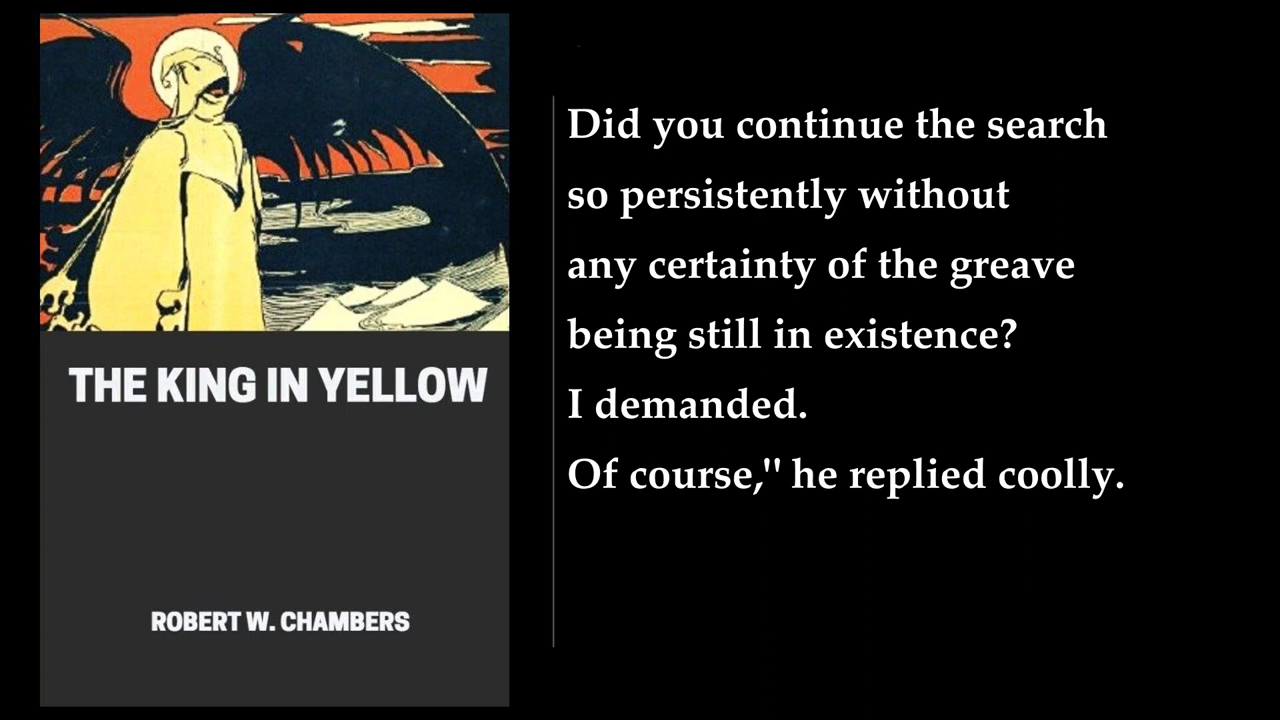 THE KING IN YELLOW
ROBERT W. CHAMBERS
Did you continue the search
so persistently without
any certainty of the greave
being still in existence?
I demanded.
Of course," he replied coolly.